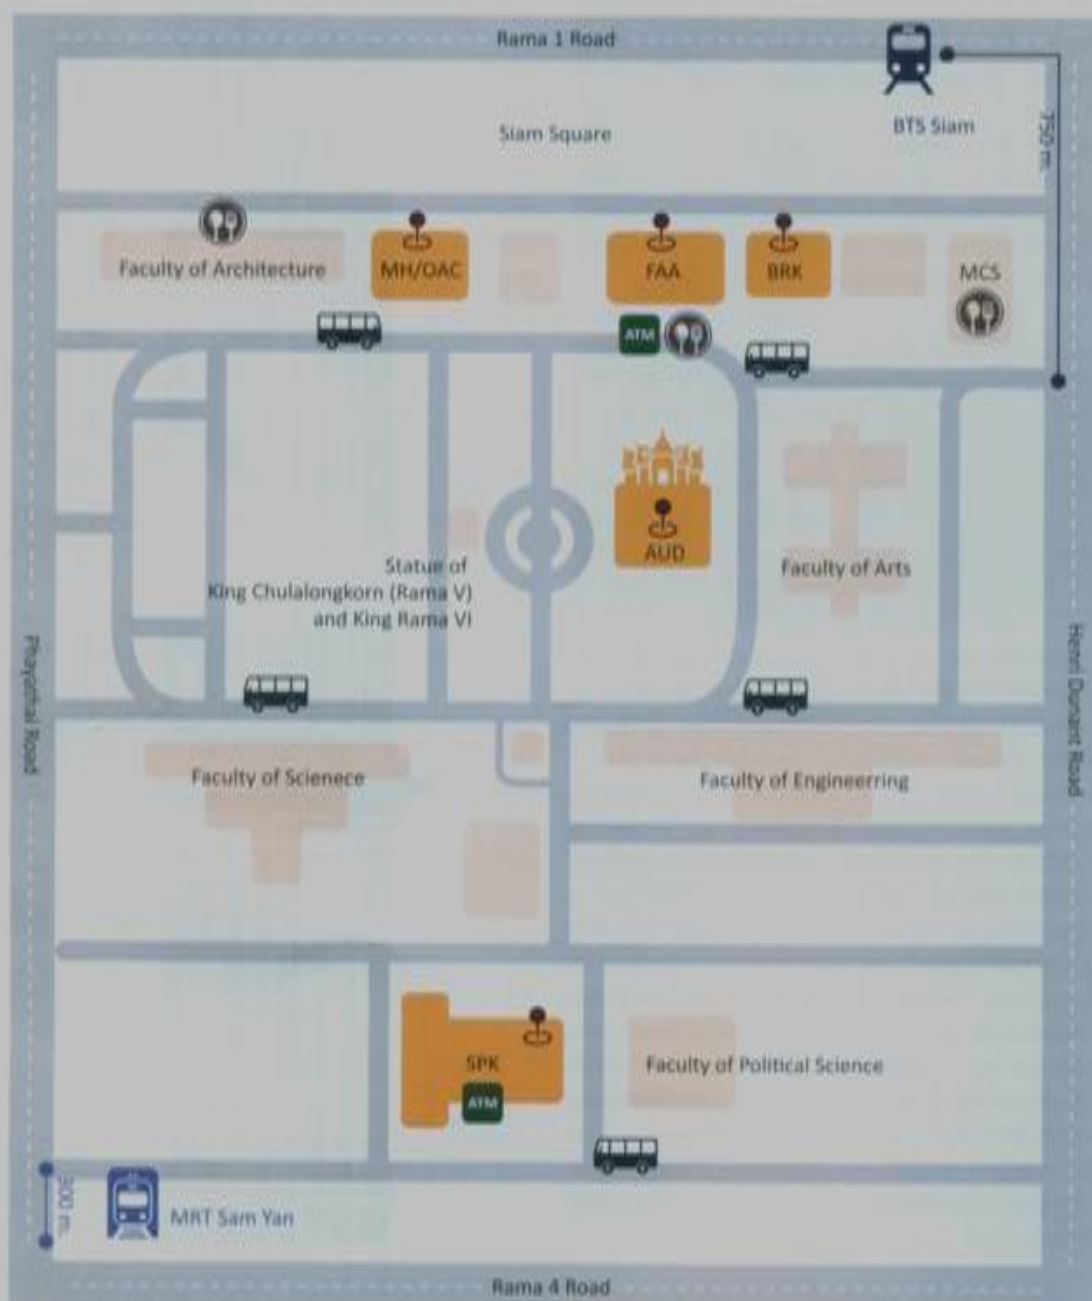 Rama 1 Road
BTS Siam
750 m.
Siam Square
Faculty of Architecture
MH/OAC
FAA
BRK
MCS
ATM
AUD
Statue of
King Chulalongkorn (Rama V)
and King Rama VI
Faculty of Arts
Phayathai Road
Henri Dunant Road
Faculty of Scienece
Faculty of Engineerring
SPK
ATM
Faculty of Political Science
300 m.
MRT Sam Yan
Rama 4 Road